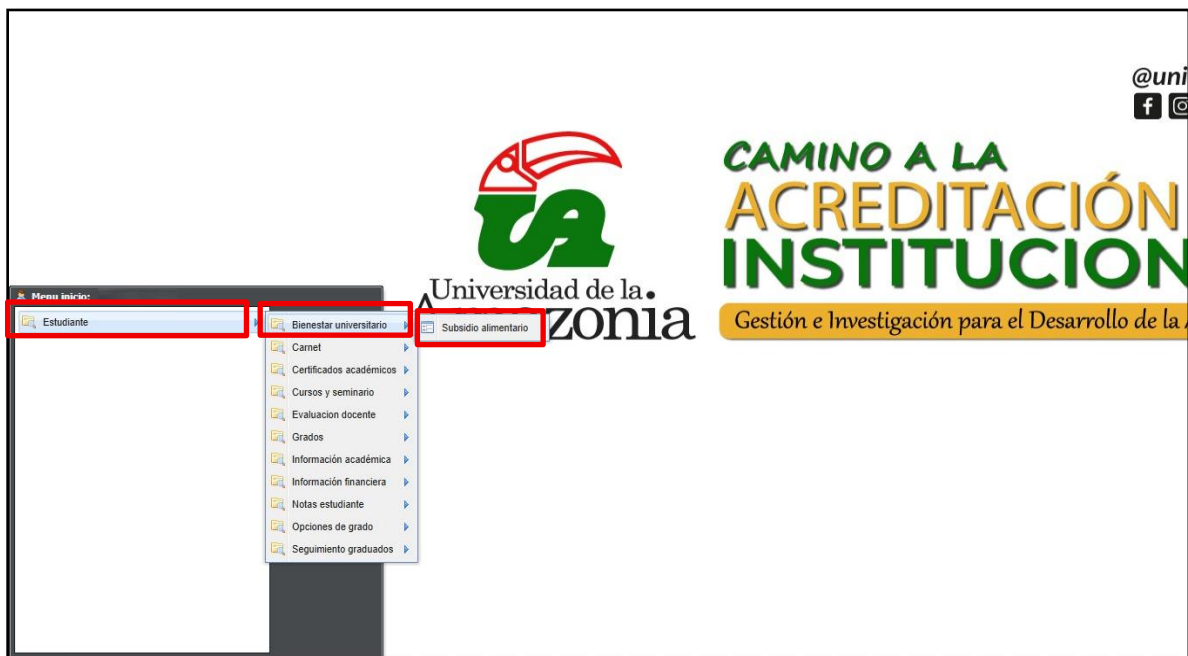 @uni
CAMINO A LA
ACREDITACIÓN
INSTITUCION
Gestión e Investigación para el Desarrollo de la
Universidad de la
zonia
Menu inicio:
Estudiante
Bienestar universitario
Subsidio alimentario
Carnet
Certificados académicos
Cursos y seminario
Evaluacion docente
Grados
Información académica
Información financiera
Notas estudiante
Opciones de grado
Seguimiento graduados